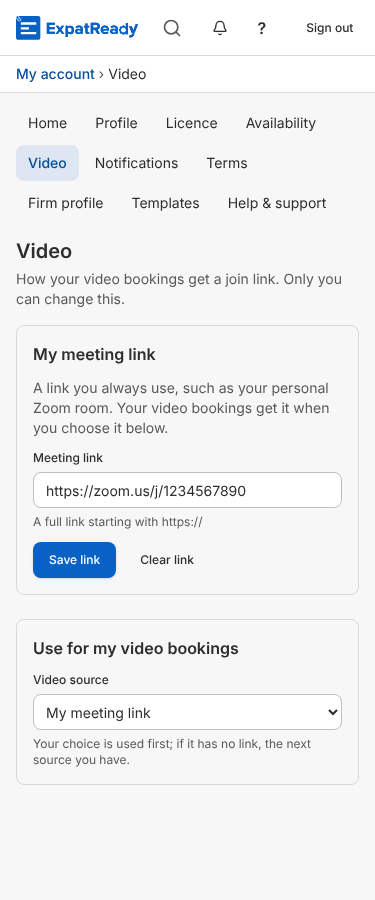 ExpatReady
?
Sign out
My account › Video
Home
Profile
Licence
Availability
Video
Notifications
Terms
Firm profile
Templates
Help & support
Video
How your video bookings get a join link. Only you
can change this.
My meeting link
A link you always use, such as your personal
Zoom room. Your video bookings get it when
you choose it below.
Meeting link
https://zoom.us/j/1234567890
A full link starting with https://
Save link
Clear link
Use for my video bookings
Video source
My meeting link
Your choice is used first; if it has no link, the next
source you have.